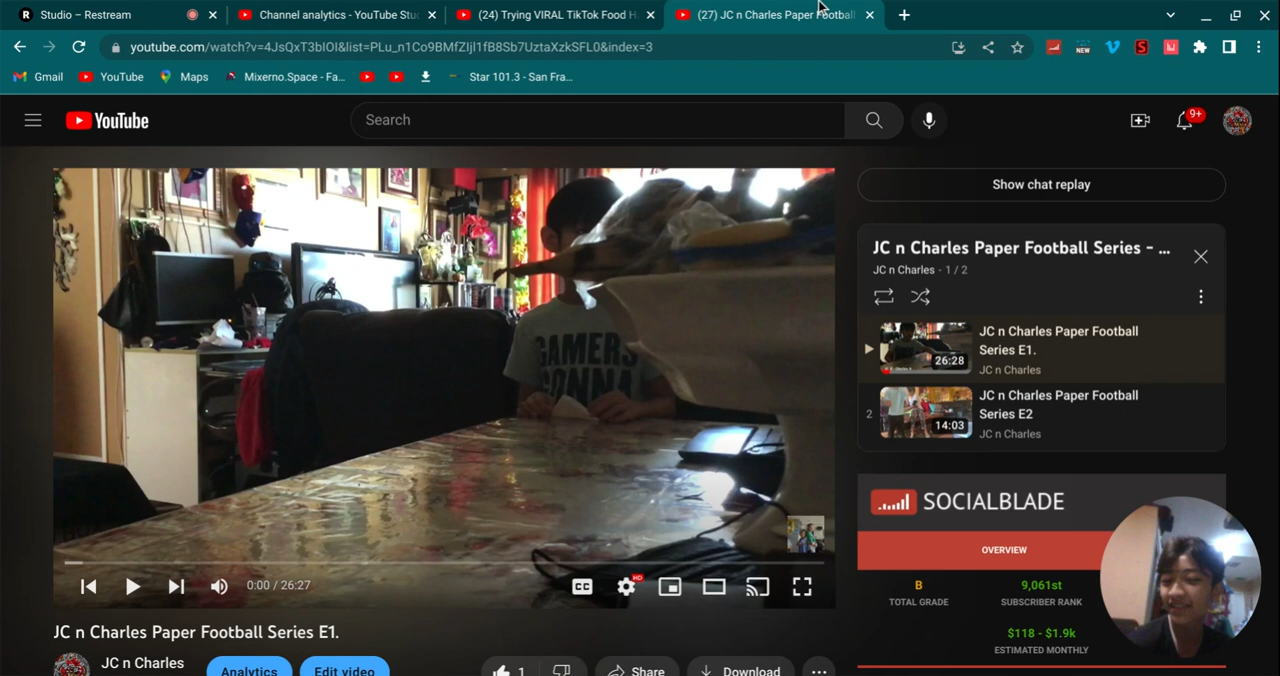 Studio – Restream
Channel analytics - YouTube Stu
(24) Trying VIRAL TikTok Food H
(27) JC n Charles Paper Football
youtube.com/watch?v=4JsQxT3bIOI&list=PLu_n1Co9BMfZIjl1fB8Sb7UztaXzkSFL0&index=3
NEW
Gmail
YouTube
Maps
Mixerno.Space - Fa...
Star 101.3 - San Fra...
YouTube
Search
9+
GAMERS
GONNA
Show chat replay
JC n Charles Paper Football Series - ...
JC n Charles - 1 / 2
JC n Charles Paper Football
Series E1.
JC n Charles
26:28
2
JC n Charles Paper Football
Series E2
JC n Charles
14:03
SOCIALBLADE
OVERVIEW
B
TOTAL GRADE
9,061st
SUBSCRIBER RANK
$118 - $1.9k
ESTIMATED MONTHLY
CC
HD
0:00 / 26:27
JC n Charles Paper Football Series E1.
JC n Charles
Analytics
Edit video
1
Share
Download